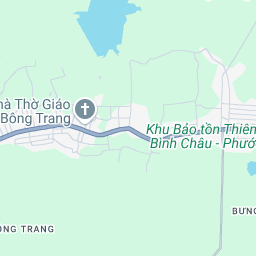 hà Thờ Giáo
Bông Trang
Khu Bảo tồn Thiên
Bình Châu - Phướ
BƯNG
ÔNG TRANG